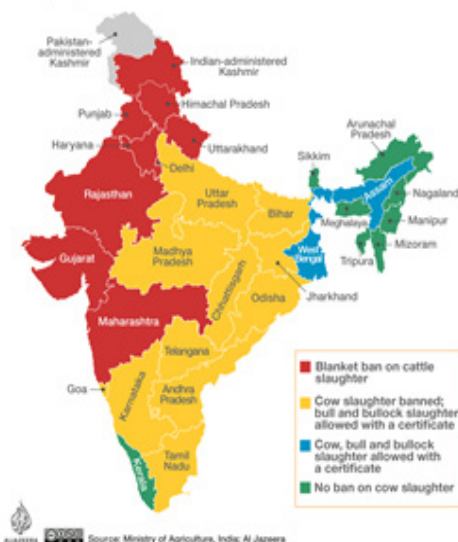 Pakistan-
administered
Kashmir
Indian-administered
Kashmir
Punjab
Himachal Pradesh
Haryana
Uttarakhand
Delhi
Rajasthan
Uttar
Pradesh
Bihar
Sikkim
Arunachal
Pradesh
Assam
Nagaland
Meghalaya
Manipur
Mizoram
Tripura
Gujarat
Madhya
Pradesh
Chhattisgarh
West
Bengal
Jharkhand
Odisha
Maharashtra
Telangana
Goa
Karnataka
Andhra
Pradesh
Tamil
Nadu
Kerala
Blanket ban on cattle
slaughter
Cow slaughter banned;
bull and bullock slaughter
allowed with a certificate
Cow, bull and bullock
slaughter allowed with
a certificate
No ban on cow slaughter
ALJAZEERA
Source: Ministry of Agriculture, India; Al Jazeera